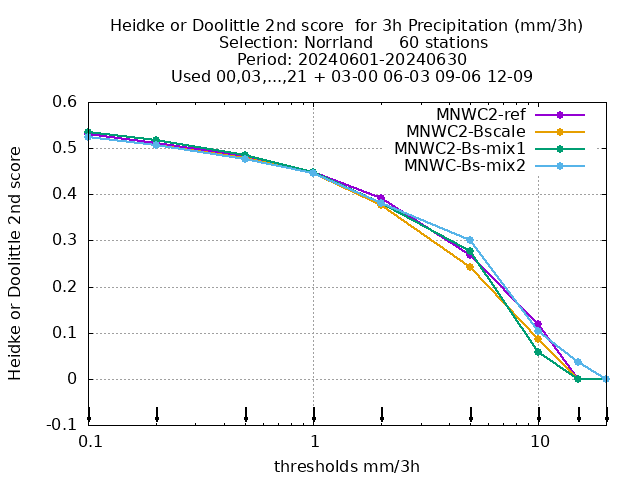 Heidke or Doolittle 2nd score  for 3h Precipitation (mm/3h)
Selection: Norrland     60 stations
Period: 20240601-20240630
Used 00,03,...,21 + 03-00 06-03 09-06 12-09
MNWC2-ref
MNWC2-Bscale
MNWC2-Bs-mix1
MNWC-Bs-mix2
Heidke or Doolittle 2nd score
0.6
0.5
0.4
0.3
0.2
0.1
0
-0.1
0.1 1 10
thresholds mm/3h